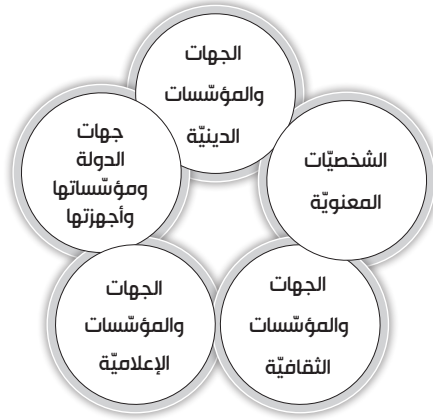 الجهات
والمؤسّسات
الدينيّة
الشخصيّات
المعنويّة
جهات
الدولة
ومؤسّساتها
وأجهزتها
الجهات
والمؤسّسات
الثقافيّة
الجهات
والمؤسّسات
الإعلاميّة